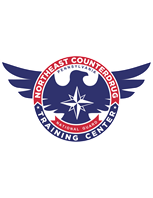 NORTHEAST COUNTERDRUG
PENNSYLVANIA
NATIONAL GUARD
TRAINING CENTER